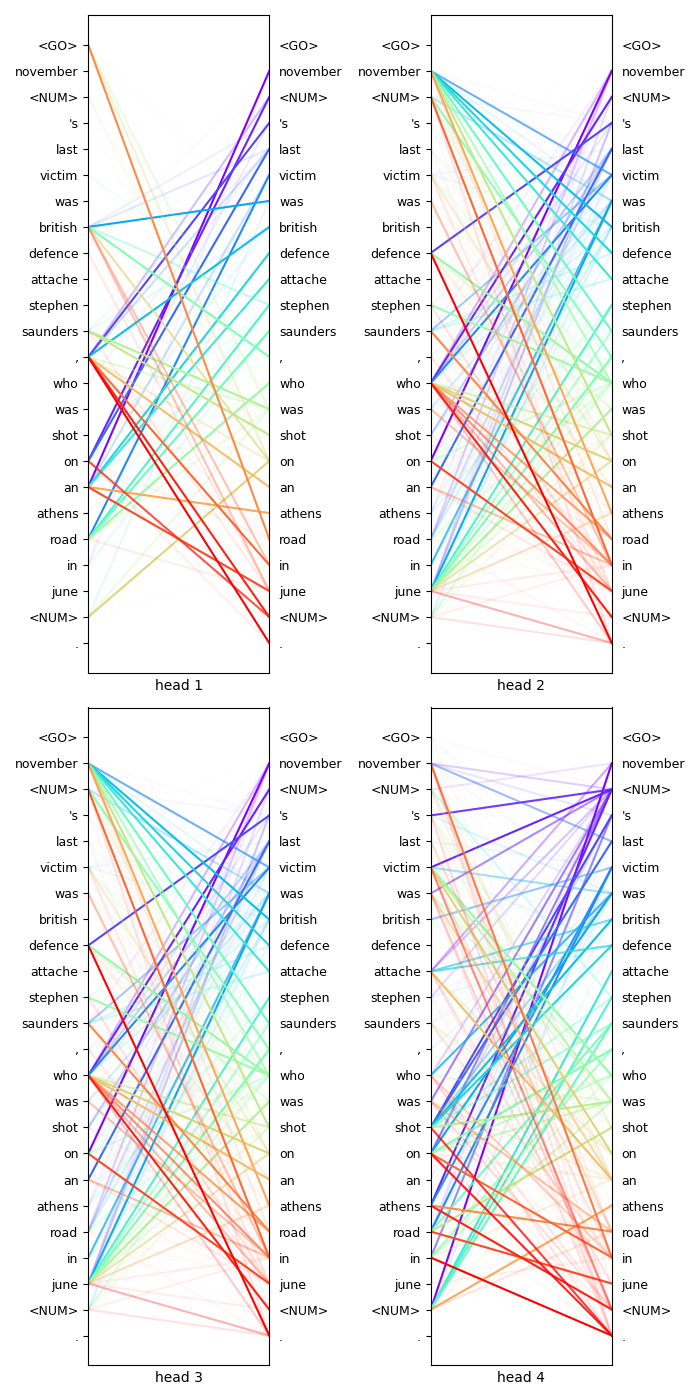 <GO> <GO> <GO> <GO>
november november november november
<NUM> <NUM> <NUM> <NUM>
's 's 's 's
last last last last
victim victim victim victim
was was was was
british british british british
defence defence defence defence
attache attache attache attache
stephen stephen stephen stephen
saunders saunders saunders saunders
, , , ,
who who who who
was was was was
shot shot shot shot
on on on on
an an an an
athens athens athens athens
road road road road
in in in in
june june june june
<NUM> <NUM> <NUM> <NUM>
. . . .
head 1 head 2
<GO> <GO> <GO> <GO>
november november november november
<NUM> <NUM> <NUM> <NUM>
's 's 's 's
last last last last
victim victim victim victim
was was was was
british british british british
defence defence defence defence
attache attache attache attache
stephen stephen stephen stephen
saunders saunders saunders saunders
, , , ,
who who who who
was was was was
shot shot shot shot
on on on on
an an an an
athens athens athens athens
road road road road
in in in in
june june june june
<NUM> <NUM> <NUM> <NUM>
. . . .
head 3 head 4